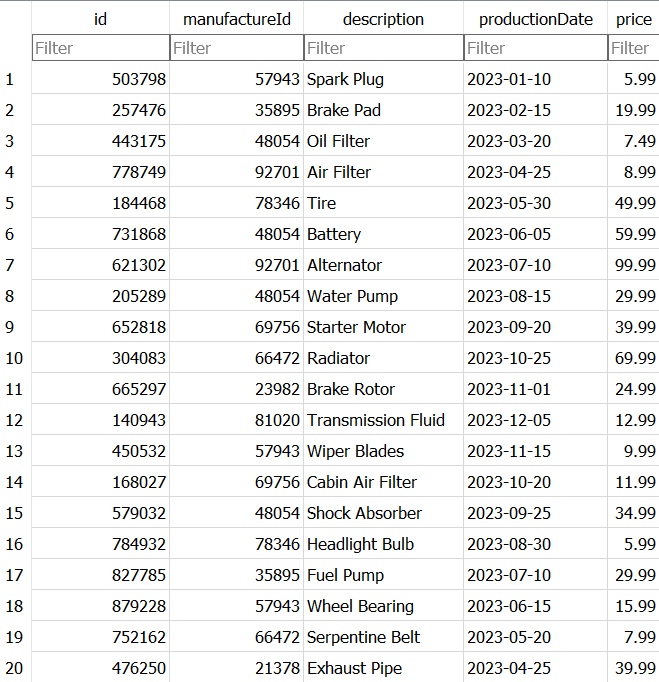 id manufactureId description productionDate price
Filter Filter Filter Filter Filter
1 503798 57943 Spark Plug 2023-01-10 5.99
2 257476 35895 Brake Pad 2023-02-15 19.99
3 443175 48054 Oil Filter 2023-03-20 7.49
4 778749 92701 Air Filter 2023-04-25 8.99
5 184468 78346 Tire 2023-05-30 49.99
6 731868 48054 Battery 2023-06-05 59.99
7 621302 92701 Alternator 2023-07-10 99.99
8 205289 48054 Water Pump 2023-08-15 29.99
9 652818 69756 Starter Motor 2023-09-20 39.99
10 304083 66472 Radiator 2023-10-25 69.99
11 665297 23982 Brake Rotor 2023-11-01 24.99
12 140943 81020 Transmission Fluid 2023-12-05 12.99
13 450532 57943 Wiper Blades 2023-11-15 9.99
14 168027 69756 Cabin Air Filter 2023-10-20 11.99
15 579032 48054 Shock Absorber 2023-09-25 34.99
16 784932 78346 Headlight Bulb 2023-08-30 5.99
17 827785 35895 Fuel Pump 2023-07-10 29.99
18 879228 57943 Wheel Bearing 2023-06-15 15.99
19 752162 66472 Serpentine Belt 2023-05-20 7.99
20 476250 21378 Exhaust Pipe 2023-04-25 39.99